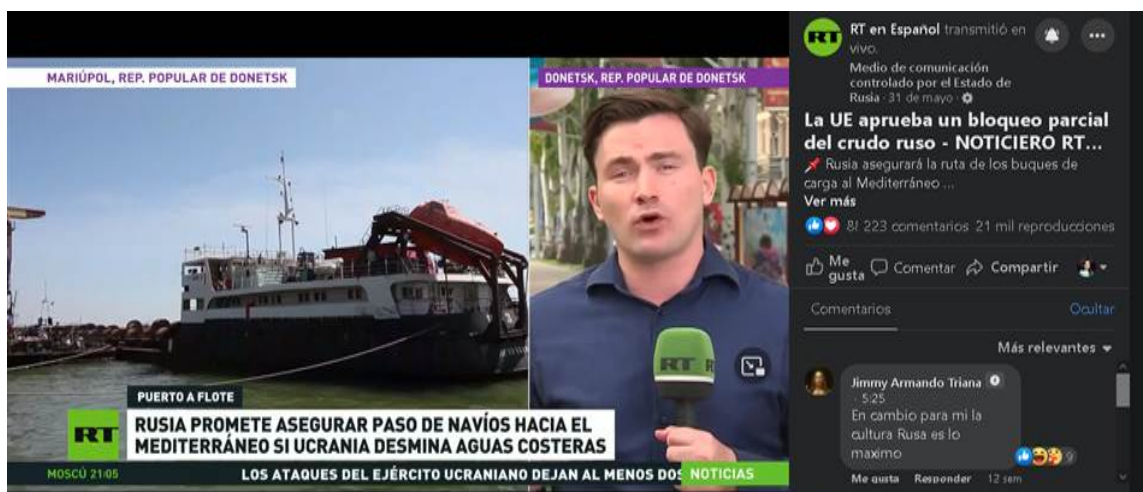 MARIÚPOL, REP. POPULAR DE DONETSK
DONETSK, REP. POPULAR DE DONETSK
RT
PUERTO A FLOTE
RT
RUSIA PROMETE ASEGURAR PASO DE NAVÍOS HACIA EL
MEDITERRÁNEO SI UCRANIA DESMINA AGUAS COSTERAS
MOSCÚ 21:05
LOS ATAQUES DEL EJÉRCITO UCRANIANO DEJAN AL MENOS DOS
NOTICIAS
RT
RT en Español transmitió en
vivo.
Medio de comunicación
controlado por el Estado de
Rusia · 31 de mayo ·
La UE aprueba un bloqueo parcial
del crudo ruso - NOTICIERO RT...
Rusia asegurará la ruta de los buques de
carga al Mediterráneo ...
Ver más
223 comentarios 21 mil reproducciones
Me
gusta
Comentar
Compartir
Comentarios
Ocultar
Más relevantes
Jimmy Armando Triana
· 5:25
En cambio para mi la
cultura Rusa es lo
maximo
9
Me gusta Responder 12 sem